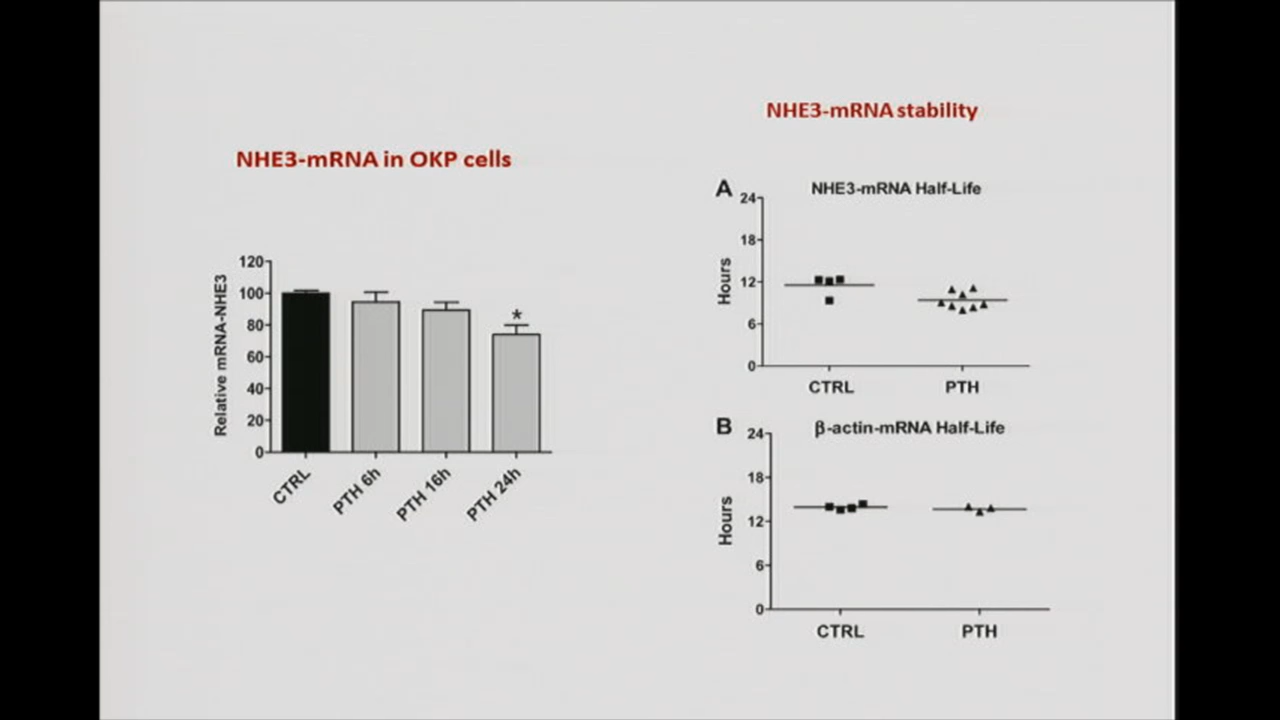 NHE3-mRNA in OKP cells
Relative mRNA-NHE3
120
100
80
60
40
20
0
*
CTRL
PTH 6h
PTH 16h
PTH 24h
NHE3-mRNA stability
A
NHE3-mRNA Half-Life
Hours
24
18
12
6
0
CTRL
PTH
B
β-actin-mRNA Half-Life
Hours
24
18
12
6
0
CTRL
PTH